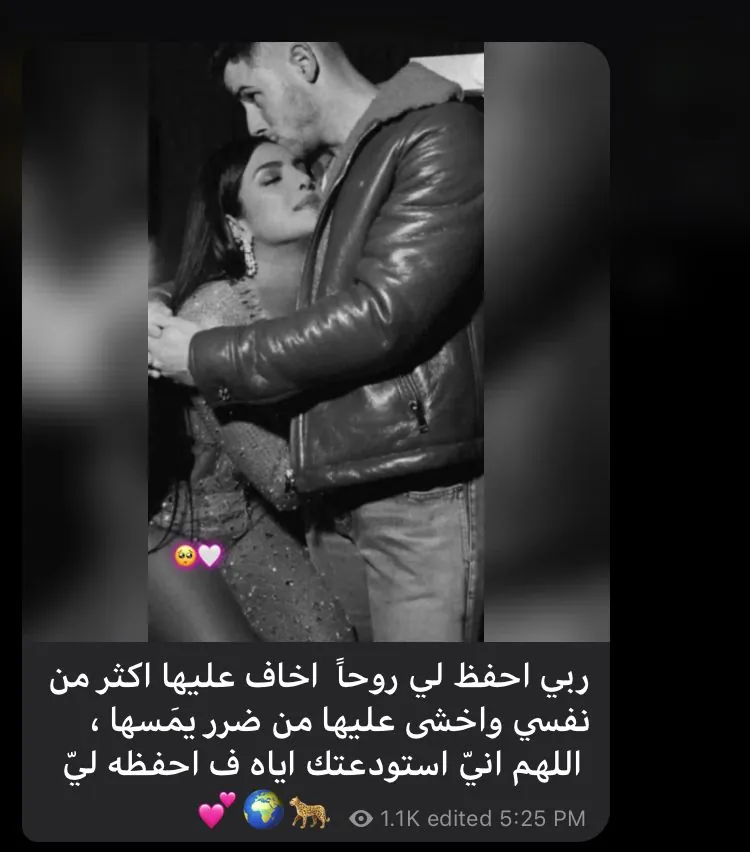 ربي احفظ لي روحاً اخاف عليها اكثر من
نفسي واخشى عليها من ضرر يمَسها ،
اللهم انيّ استودعتك اياه ف احفظه ليّ
🐆🌍💕
1.1K edited 5:25 PM